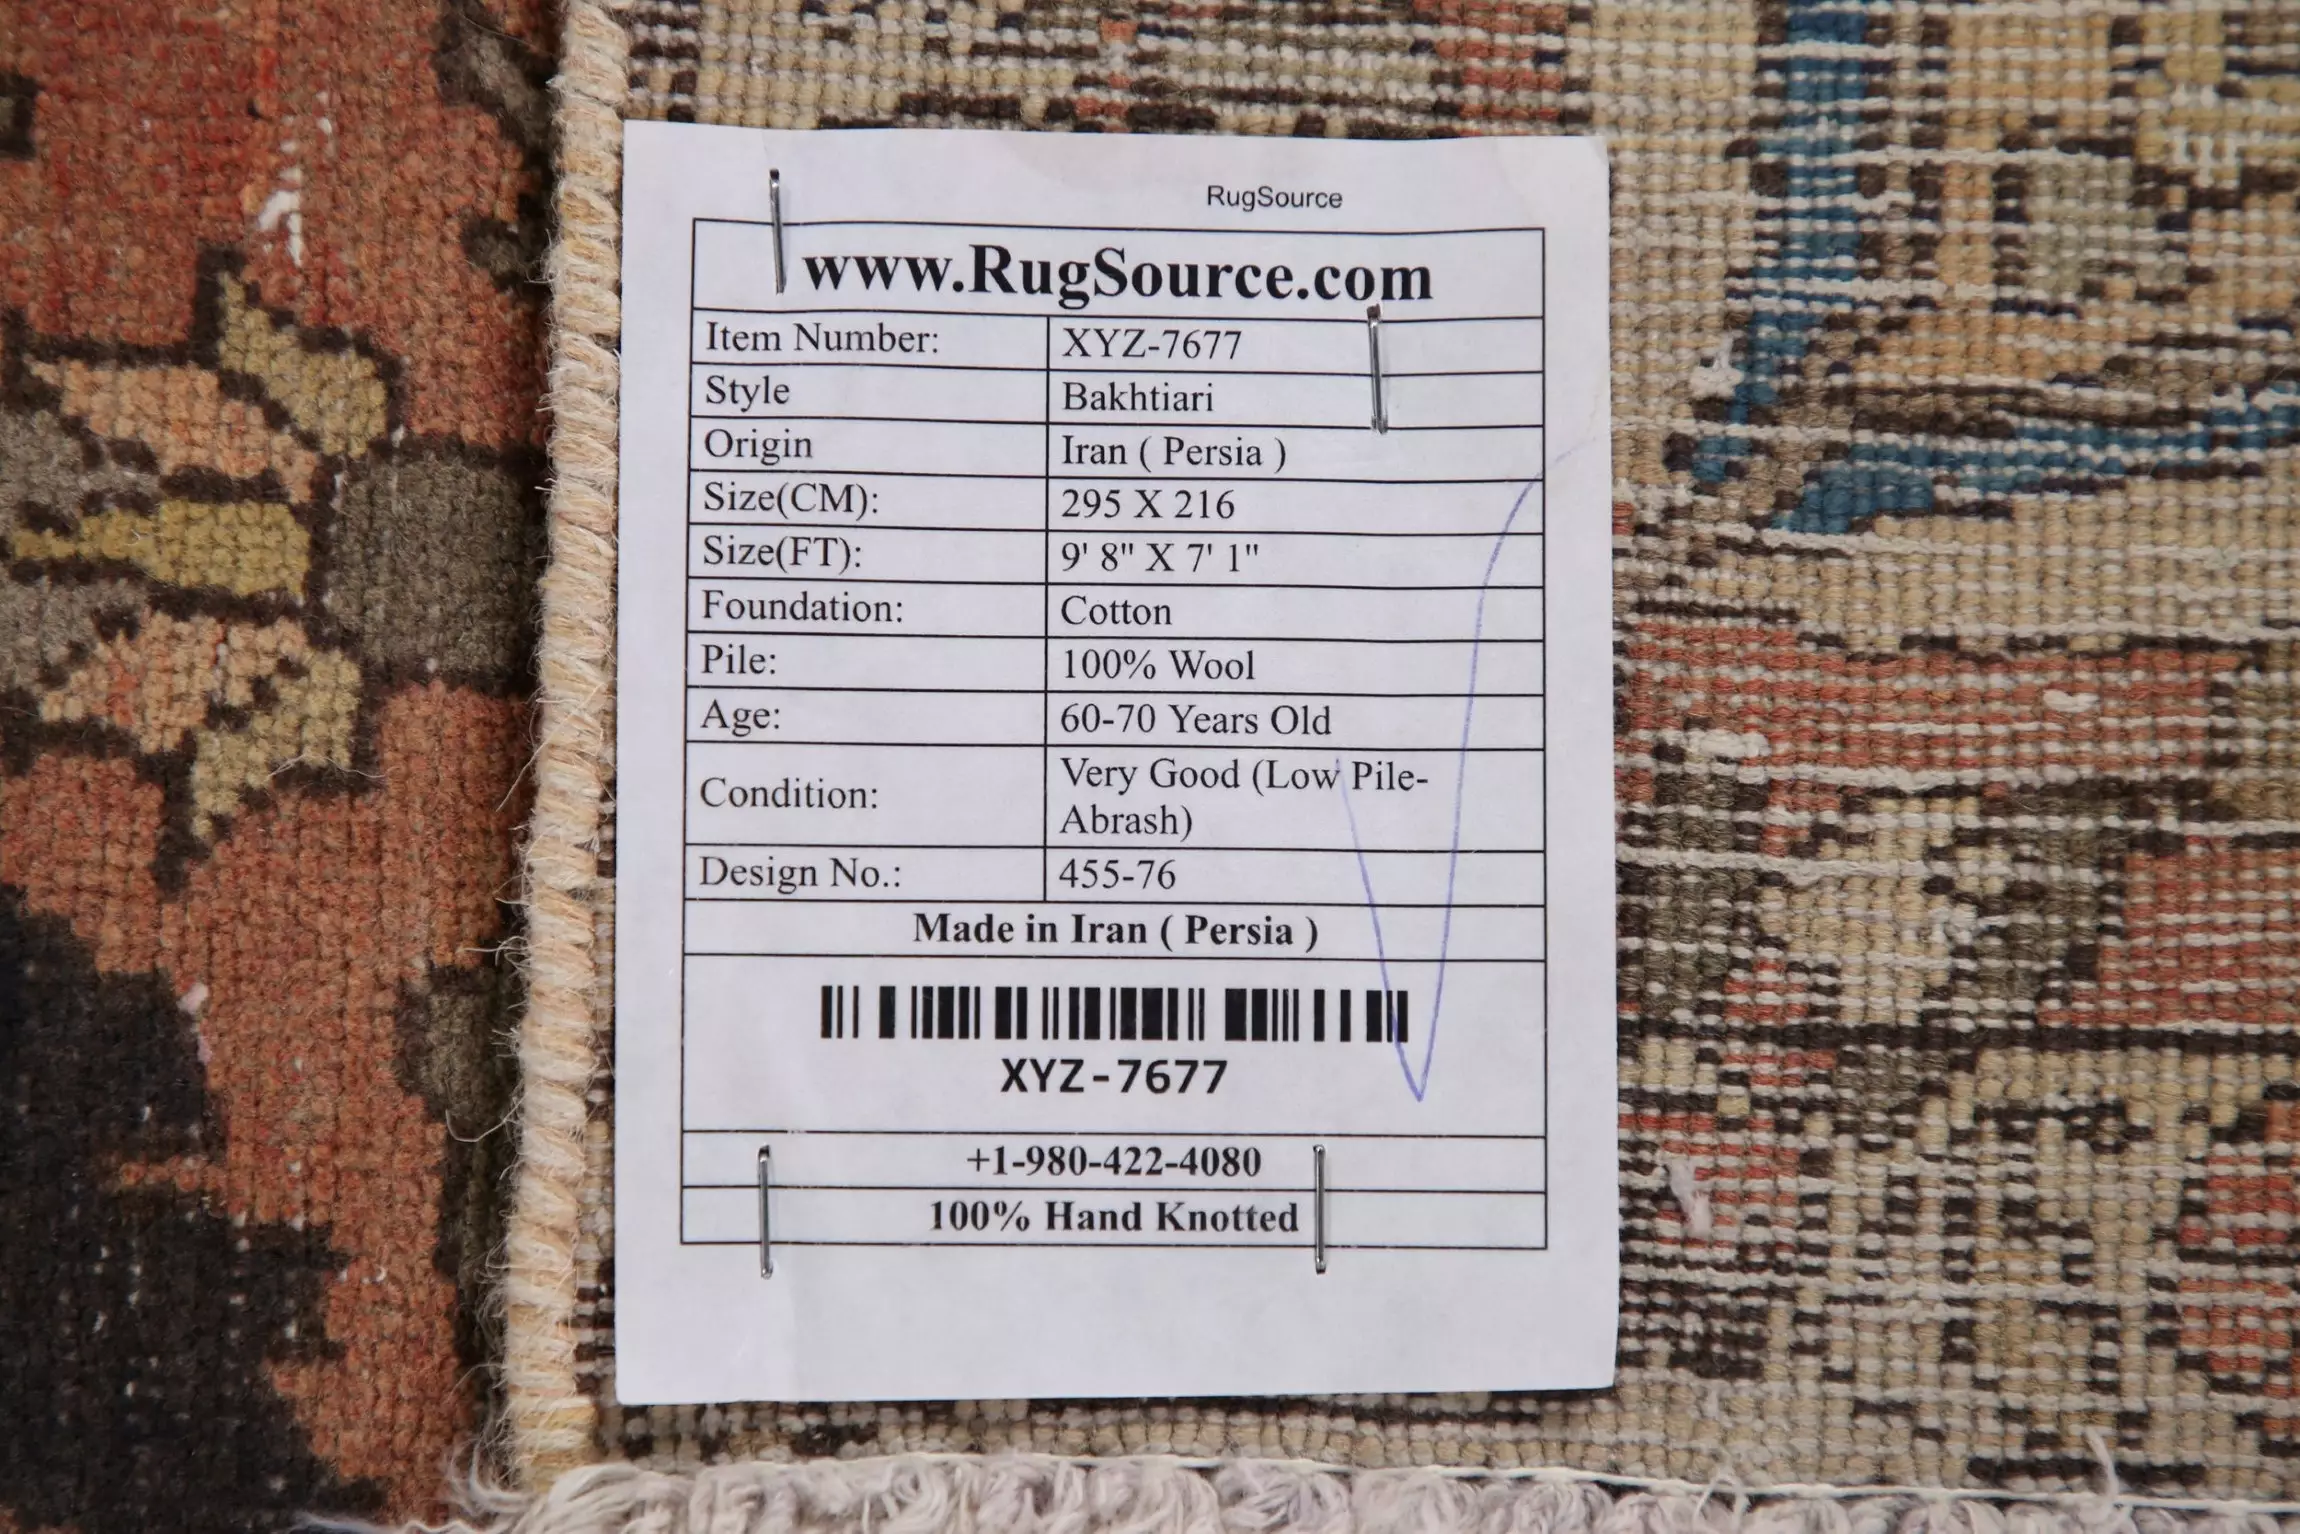 RugSource
www.RugSource.com
Item Number: XYZ-7677
Style Bakhtiari
Origin Iran ( Persia )
Size(CM): 295 X 216
Size(FT): 9' 8" X 7' 1"
Foundation: Cotton
Pile: 100% Wool
Age: 60-70 Years Old
Condition: Very Good (Low Pile-
Abrash)
Design No.: 455-76
Made in Iran ( Persia )
XYZ-7677
+1-980-422-4080
100% Hand Knotted